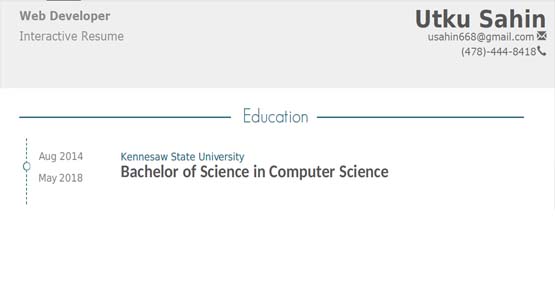 Web Developer
Interactive Resume
Utku Sahin
usahin668@gmail.com
(478)-444-8418
Education
Aug 2014
May 2018
Kennesaw State University
Bachelor of Science in Computer Science